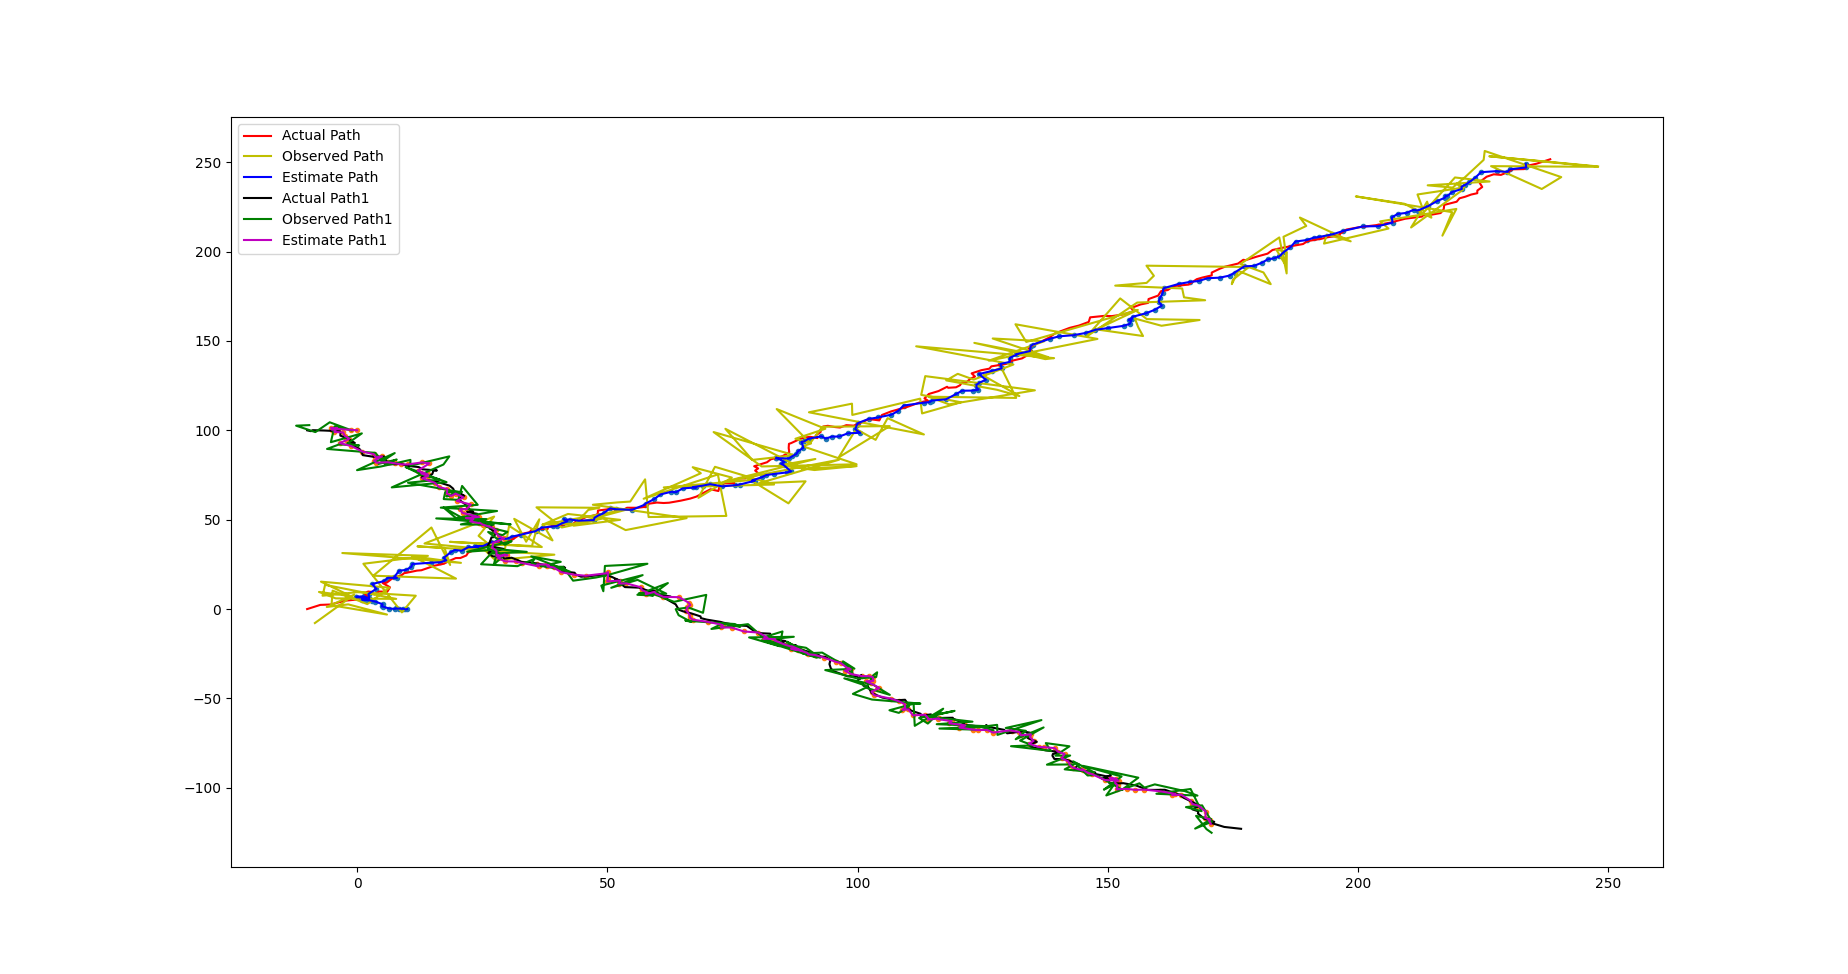 Actual Path
Observed Path
Estimate Path
Actual Path1
Observed Path1
Estimate Path1
250
200
150
100
50
0
−50
−100
0 50 100 150 200 250